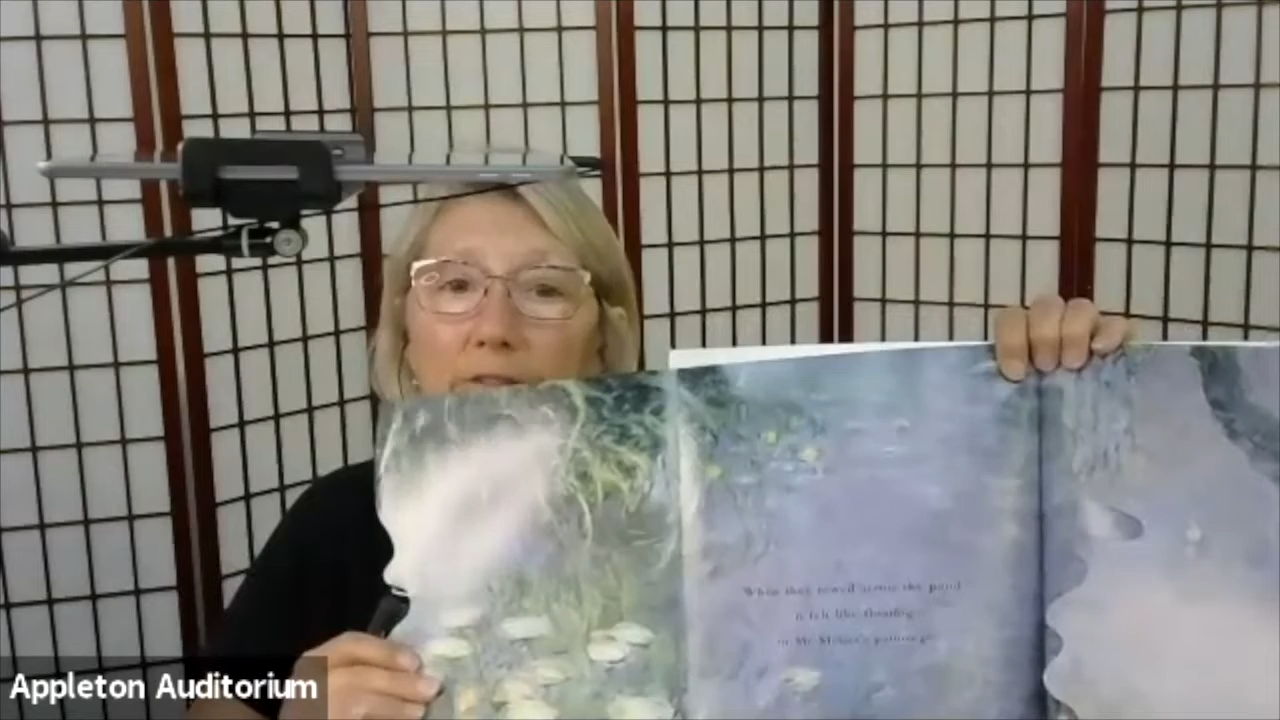 When they rowed across the pond
it felt like floating
in Mr Monet's paintings.
Appleton Auditorium